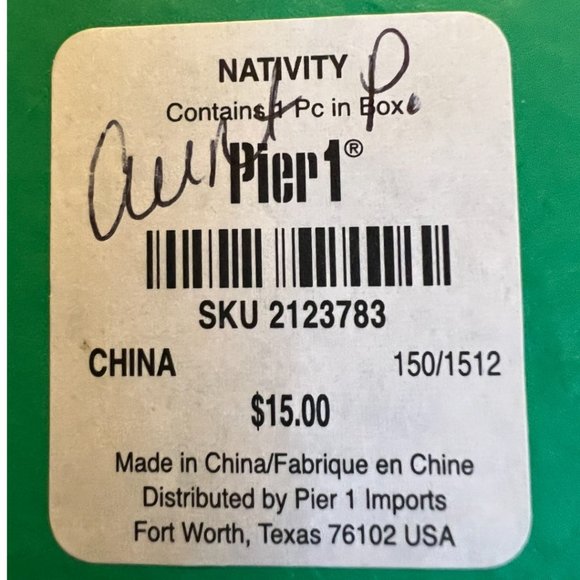 NATIVITY
Contains 1 Pc in Box.
Aunt P.
Pier 1®
SKU 2123783
CHINA 150/1512
$15.00
Made in China/Fabrique en Chine
Distributed by Pier 1 Imports
Fort Worth, Texas 76102 USA